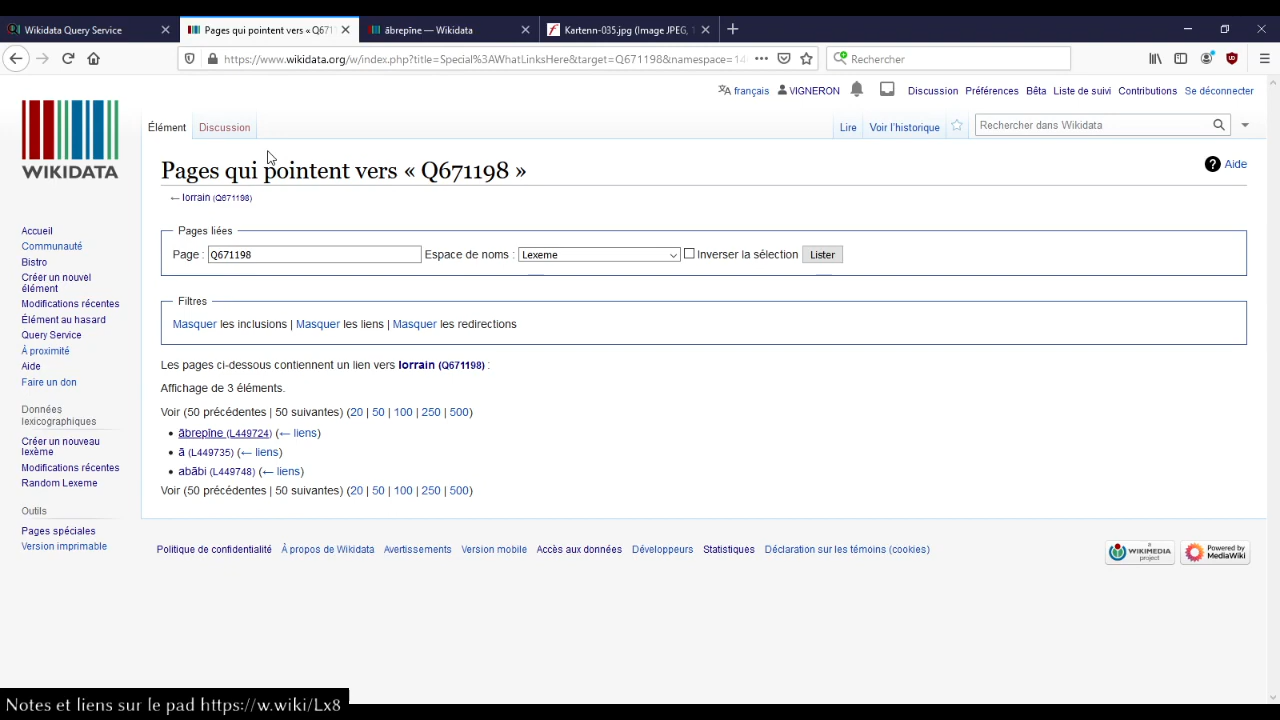 Wikidata Query Service
Pages qui pointent vers « Q671
ābrepīne — Wikidata
Kartenn-035.jpg (Image JPEG, 1
https://www.wikidata.org/w/index.php?title=Special%3AWhatLinksHere&target=Q671198&namespace=14
Rechercher
français VIGNERON Discussion Préférences Bêta Liste de suivi Contributions Se déconnecter
Élément Discussion Lire Voir l'historique Rechercher dans Wikidata
WIKIDATA
Pages qui pointent vers « Q671198 »
Aide
← lorrain (Q671198)
Accueil
Communauté
Bistro
Créer un nouvel
élément
Modifications récentes
Élément au hasard
Query Service
À proximité
Aide
Faire un don
Données
lexicographiques
Créer un nouveau
lexème
Modifications récentes
Random Lexeme
Outils
Pages spéciales
Version imprimable
Pages liées
Page : Q671198 Espace de noms : Lexeme Inverser la sélection Lister
Filtres
Masquer les inclusions | Masquer les liens | Masquer les redirections
Les pages ci-dessous contiennent un lien vers lorrain (Q671198) :
Affichage de 3 éléments.
Voir (50 précédentes | 50 suivantes) (20 | 50 | 100 | 250 | 500)
• ābrepīne (L449724) (← liens)
• ā (L449735) (← liens)
• abābi (L449748) (← liens)
Voir (50 précédentes | 50 suivantes) (20 | 50 | 100 | 250 | 500)
Politique de confidentialité À propos de Wikidata Avertissements Version mobile Accès aux données Développeurs Statistiques Déclaration sur les témoins (cookies)
A WIKIMEDIA project
Powered by MediaWiki
Notes et liens sur le pad https://w.wiki/Lx8